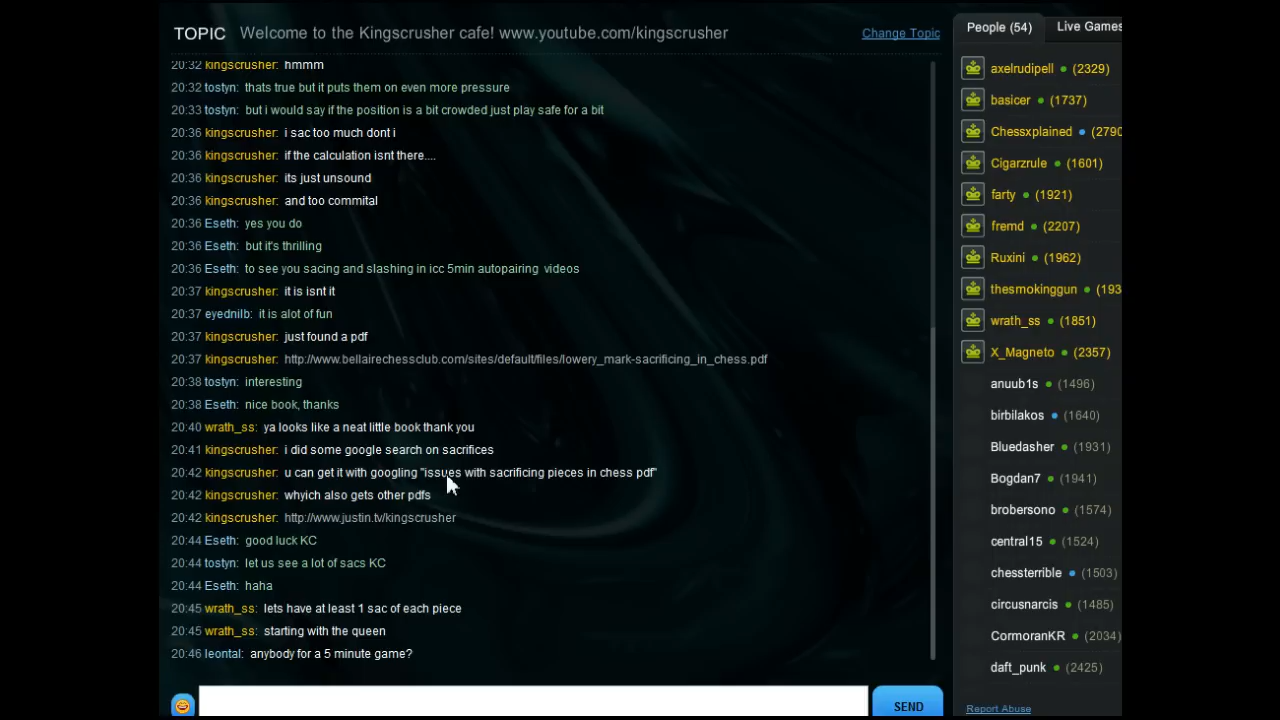 TOPIC Welcome to the Kingscrusher cafe! www.youtube.com/kingscrusher Change Topic
20:32 kingscrusher: hmmm
20:32 tostyn: thats true but it puts them on even more pressure
20:33 tostyn: but i would say if the position is a bit crowded just play safe for a bit
20:36 kingscrusher: i sac too much dont i
20:36 kingscrusher: if the calculation isnt there....
20:36 kingscrusher: its just unsound
20:36 kingscrusher: and too commital
20:36 Eseth: yes you do
20:36 Eseth: but it's thrilling
20:36 Eseth: to see you sacing and slashing in icc 5min autopairing videos
20:37 kingscrusher: it is isnt it
20:37 eyednilb: it is alot of fun
20:37 kingscrusher: just found a pdf
20:37 kingscrusher: http://www.bellairechessclub.com/sites/default/files/lowery_mark-sacrificing_in_chess.pdf
20:38 tostyn: interesting
20:38 Eseth: nice book, thanks
20:40 wrath_ss: ya looks like a neat little book thank you
20:41 kingscrusher: i did some google search on sacrifices
20:42 kingscrusher: u can get it with googling "issues with sacrificing pieces in chess pdf"
20:42 kingscrusher: whyich also gets other pdfs
20:42 kingscrusher: http://www.justin.tv/kingscrusher
20:44 Eseth: good luck KC
20:44 tostyn: let us see a lot of sacs KC
20:44 Eseth: haha
20:45 wrath_ss: lets have at least 1 sac of each piece
20:45 wrath_ss: starting with the queen
20:46 leontal: anybody for a 5 minute game?
SEND
People (54) Live Games
axelrudipell (2329)
basicer (1737)
Chessxplained (2790
Cigarzrule (1601)
farty (1921)
fremd (2207)
Ruxini (1962)
thesmokinggun (193
wrath_ss (1851)
X_Magneto (2357)
anuub1s (1496)
birbilakos (1640)
Bluedasher (1931)
Bogdan7 (1941)
brobersono (1574)
central15 (1524)
chessterrible (1503)
circusnarcis (1485)
CormoranKR (2034)
daft_punk (2425)
Report Abuse